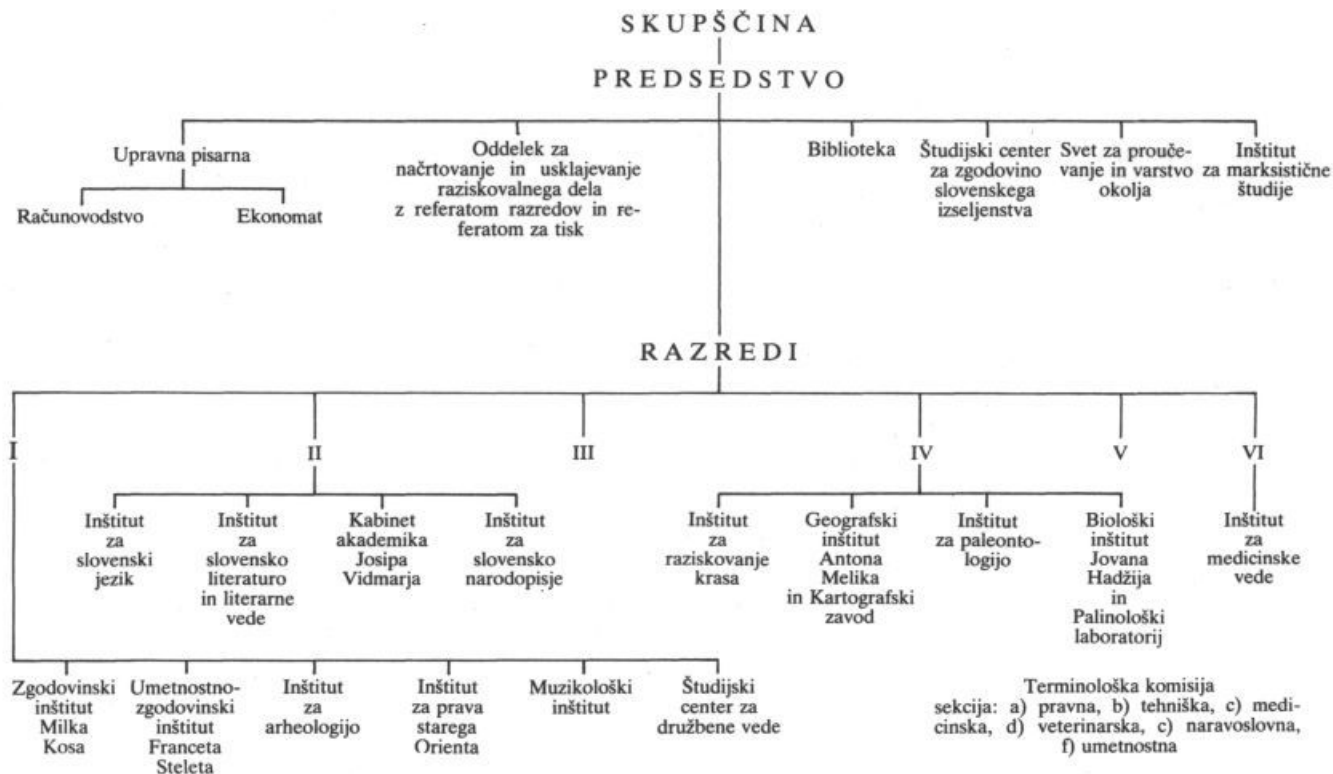 SKUPŠČINA
PREDSEDSTVO
Upravna pisarna
Računovodstvo
Ekonomat
Oddelek za
načrtovanje in usklajevanje
raziskovalnega dela
z referatom razredov in re-
feratom za tisk
Biblioteka
Študijski center
za zgodovino
slovenskega
izseljenstva
Svet za prouče-
vanje in varstvo
okolja
Inštitut
za marksistične
študije
RAZREDI
I
II
III
IV
V
VI
Inštitut
za
slovenski
jezik
Inštitut
za
slovensko
literaturo
in literarne
vede
Kabinet
akademika
Josipa
Vidmarja
Inštitut
za
slovensko
narodopisje
Inštitut
za
raziskovanje
krasa
Geografski
inštitut
Antona
Melika
in Kartografski
zavod
Inštitut
za paleonto-
logijo
Biološki
inštitut
Jovana
Hadžija
in
Palinološki
laboratorij
Inštitut
za
medicinske
vede
Zgodovinski
inštitut
Milka
Kosa
Umetnostno-
zgodovinski
inštitut
Franceta
Steleta
Inštitut
za
arheologijo
Inštitut
za prava
starega
Orienta
Muzikološki
inštitut
Študijski
center za
družbene vede
Terminološka komisija
sekcija: a) pravna, b) tehniška, c) medi-
cinska, d) veterinarska, c) naravoslovna,
f) umetnostna